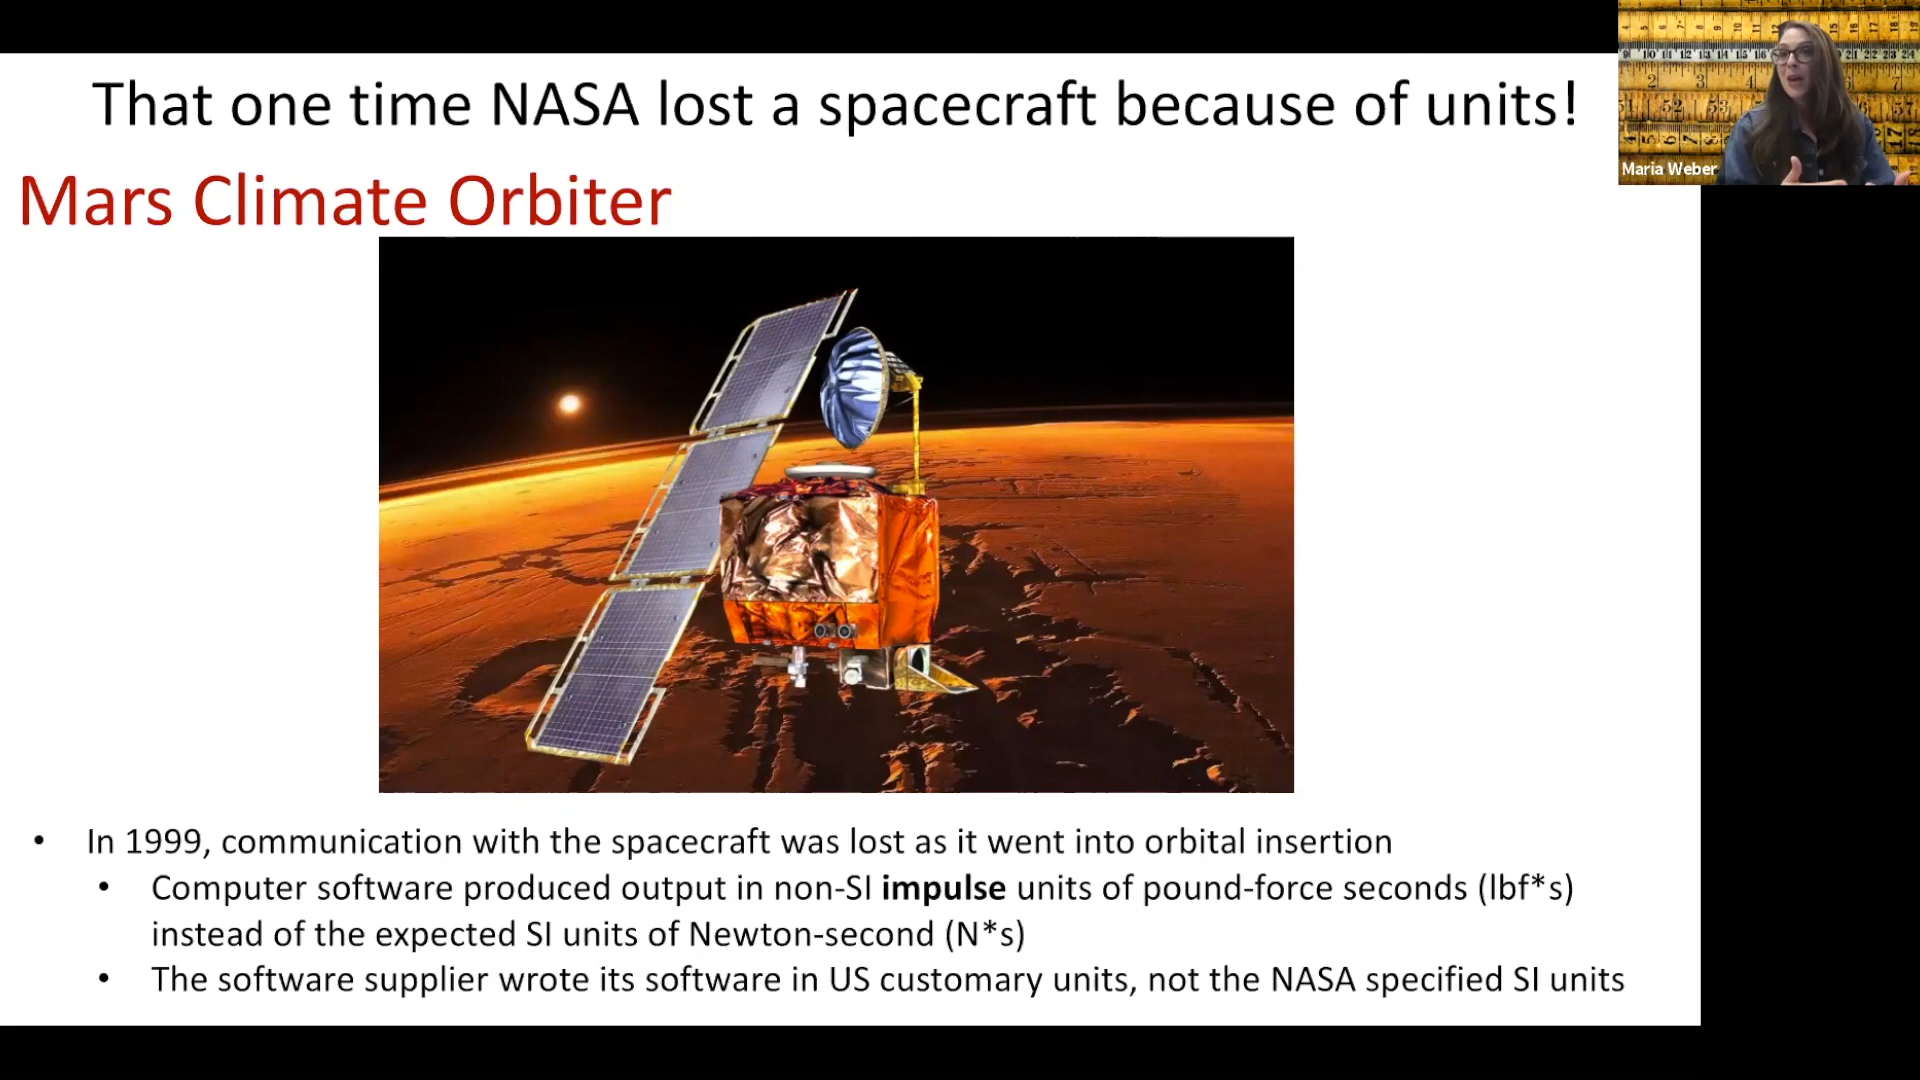 That one time NASA lost a spacecraft because of units!
Maria Weber
Mars Climate Orbiter
• In 1999, communication with the spacecraft was lost as it went into orbital insertion
• Computer software produced output in non-SI impulse units of pound-force seconds (lbf*s)
instead of the expected SI units of Newton-second (N*s)
• The software supplier wrote its software in US customary units, not the NASA specified SI units